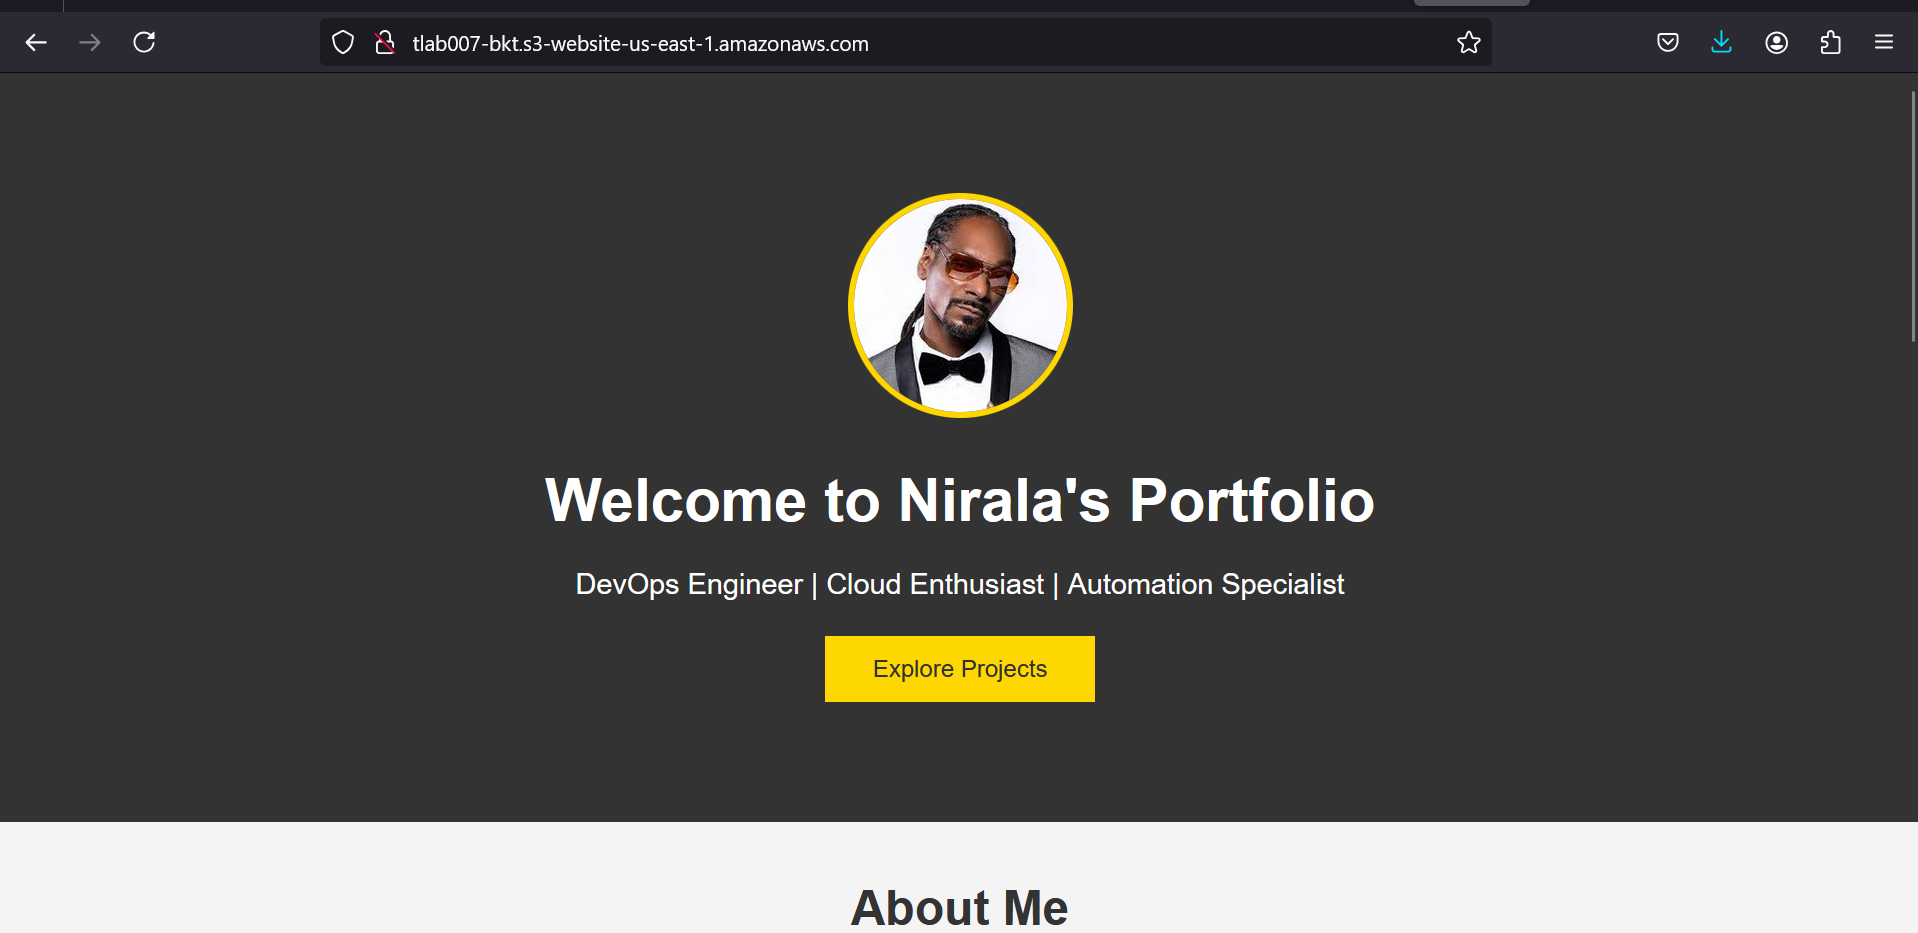 tlab007-bkt.s3-website-us-east-1.amazonaws.com
Welcome to Nirala's Portfolio
DevOps Engineer | Cloud Enthusiast | Automation Specialist
Explore Projects
About Me